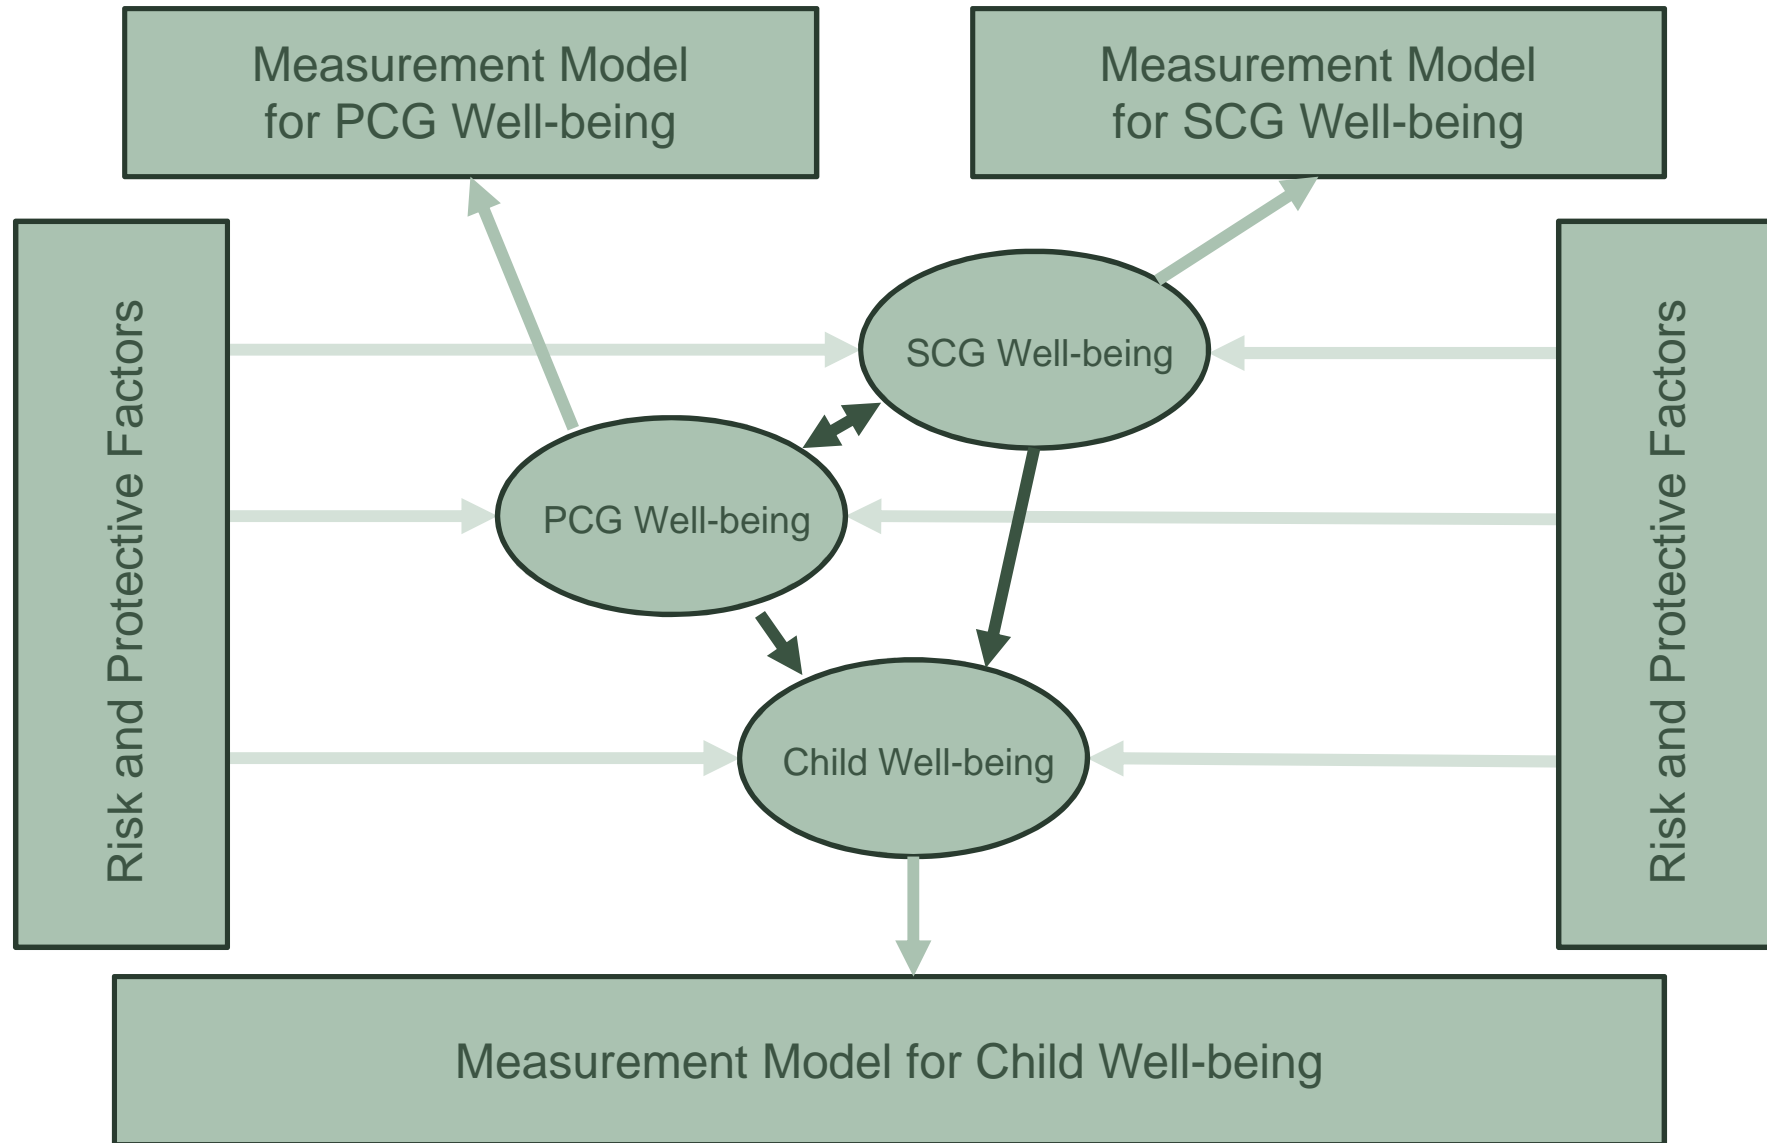 Measurement Model
for PCG Well-being
Measurement Model
for SCG Well-being
Risk and Protective Factors
SCG Well-being
PCG Well-being
Child Well-being
Risk and Protective Factors
Measurement Model for Child Well-being